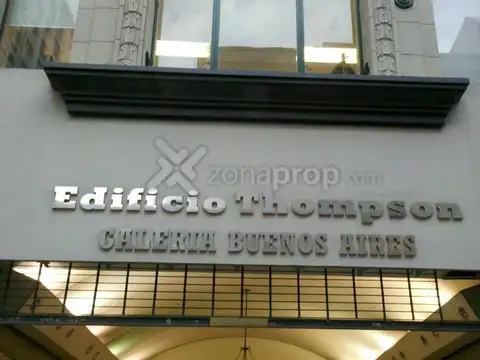 zonaprop.com
Edificio Thompson
GALERIA BUENOS AIRES